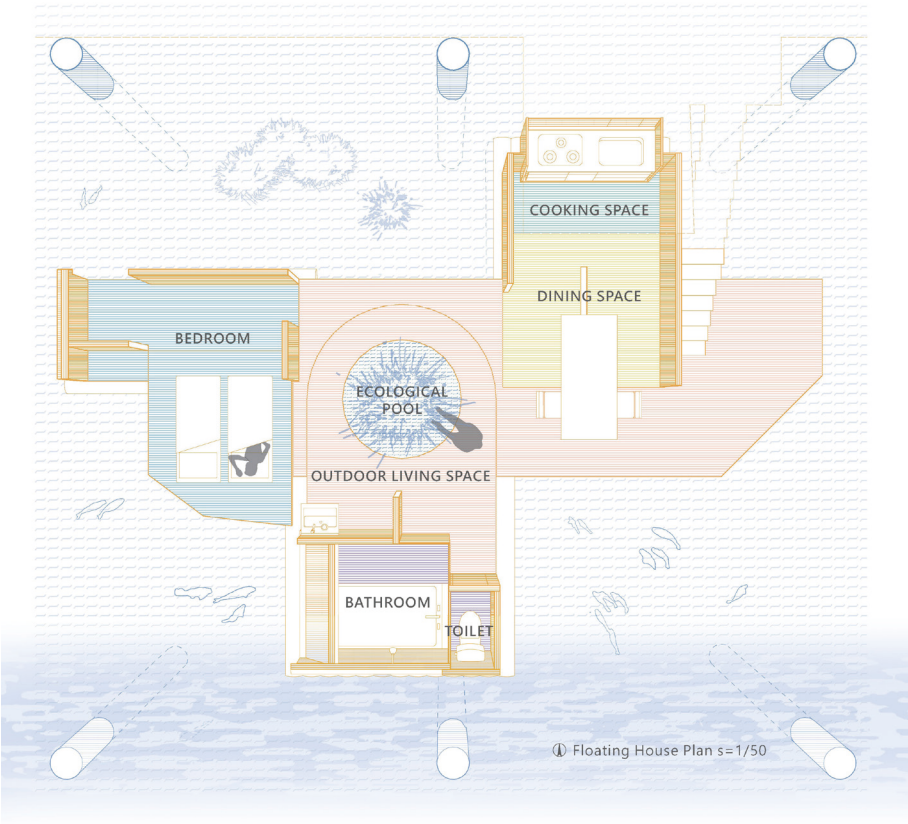 COOKING SPACE
DINING SPACE
BEDROOM
ECOLOGICAL
POOL
OUTDOOR LIVING SPACE
BATHROOM
TOILET
Floating House Plan s=1/50